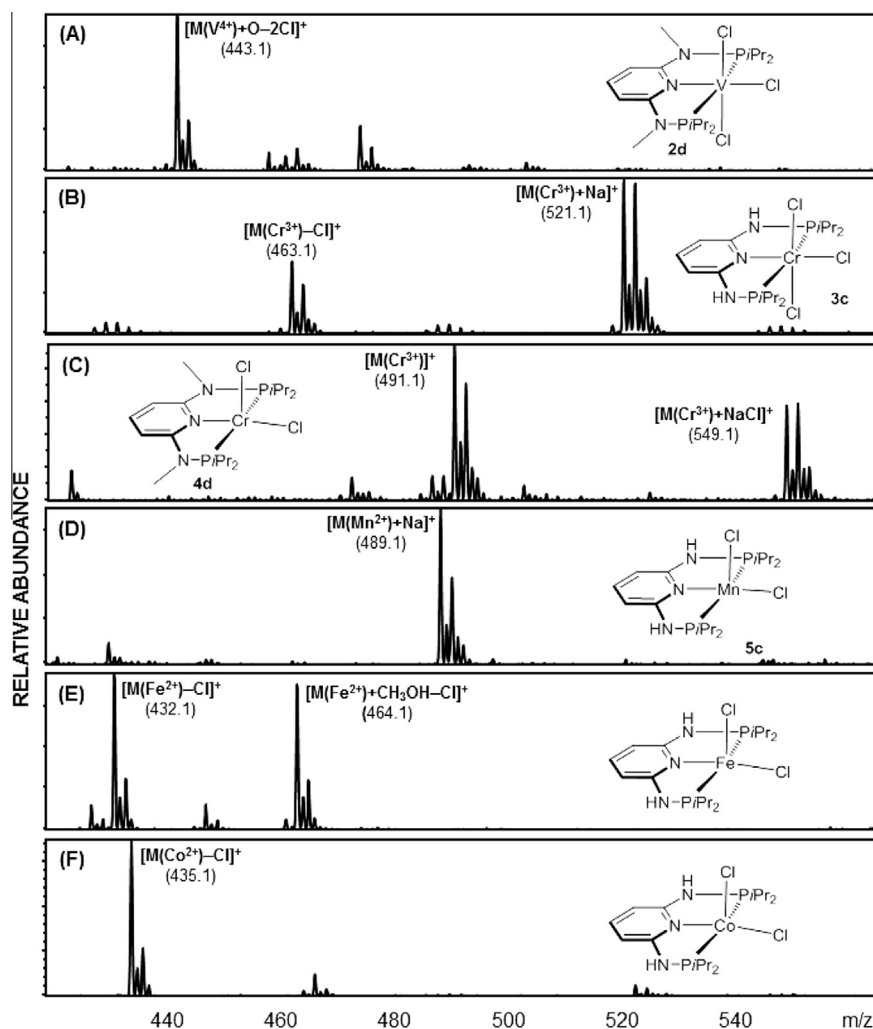 RELATIVE ABUNDANCE
(A)
[M(V⁴⁺)+O–2Cl]⁺
(443.1)
N
PiPr₂
Cl
N
V
Cl
N
PiPr₂
Cl
2d
(B)
[M(Cr³⁺)–Cl]⁺
(463.1)
[M(Cr³⁺)+Na]⁺
(521.1)
H
N
PiPr₂
Cl
N
Cr
Cl
HN
PiPr₂
Cl
3c
(C)
N
PiPr₂
Cl
N
Cr
Cl
N
PiPr₂
4d
[M(Cr³⁺)]⁺
(491.1)
[M(Cr³⁺)+NaCl]⁺
(549.1)
(D)
[M(Mn²⁺)+Na]⁺
(489.1)
H
N
PiPr₂
Cl
N
Mn
Cl
HN
PiPr₂
5c
(E)
[M(Fe²⁺)–Cl]⁺
(432.1)
[M(Fe²⁺)+CH₃OH–Cl]⁺
(464.1)
NH
PiPr₂
Cl
N
Fe
Cl
HN
PiPr₂
(F)
[M(Co²⁺)–Cl]⁺
(435.1)
H
N
PiPr₂
Cl
N
Co
Cl
HN
PiPr₂
440 460 480 500 520 540 m/z